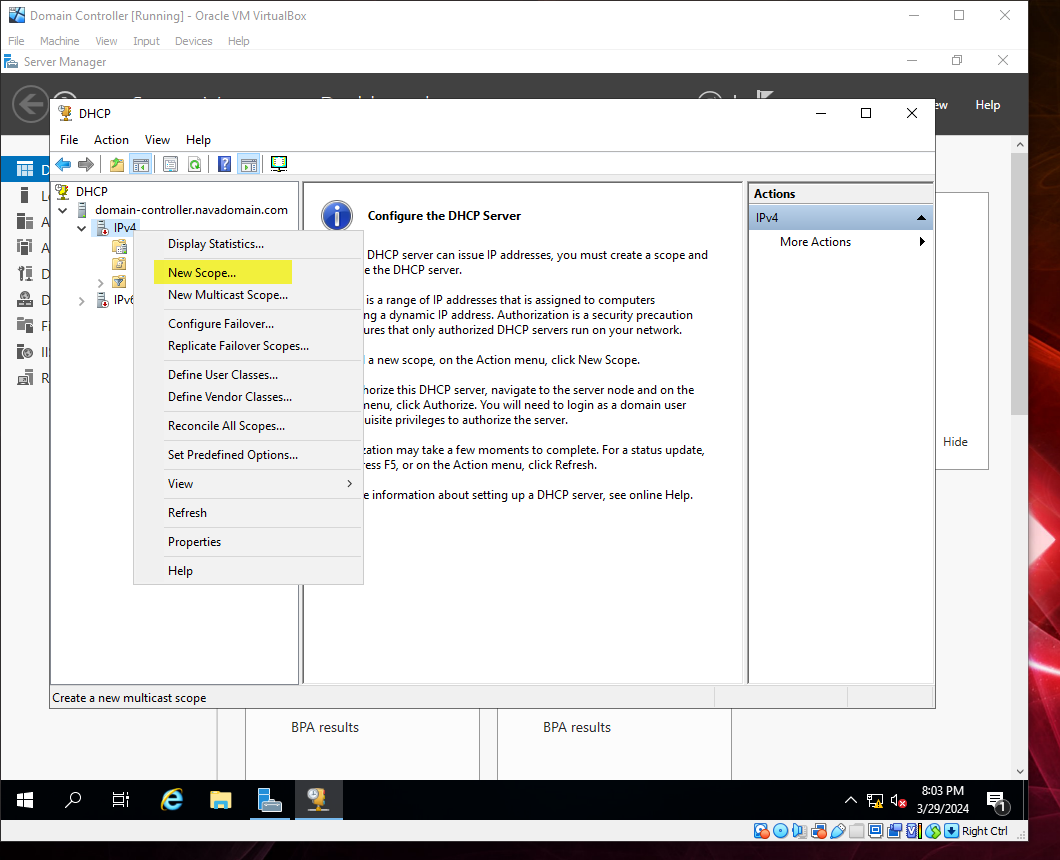 Domain Controller [Running] - Oracle VM VirtualBox
File Machine View Input Devices Help
Server Manager
Help
DHCP
File Action View Help
DHCP
domain-controller.navadomain.com
IPv4
IPv6
Display Statistics...
New Scope...
New Multicast Scope...
Configure Failover...
Replicate Failover Scopes...
Define User Classes...
Define Vendor Classes...
Reconcile All Scopes...
Set Predefined Options...
View
Refresh
Properties
Help
Configure the DHCP Server
DHCP server can issue IP addresses, you must create a scope and
the DHCP server.
is a range of IP addresses that is assigned to computers
a dynamic IP address. Authorization is a security precaution
that only authorized DHCP servers run on your network.
a new scope, on the Action menu, click New Scope.
this DHCP server, navigate to the server node and on the
menu, click Authorize. You will need to login as a domain user
privileges to authorize the server.
may take a few moments to complete. For a status update,
F5, or on the Action menu, click Refresh.
information about setting up a DHCP server, see online Help.
Actions
IPv4
More Actions
Hide
Create a new multicast scope
BPA results
BPA results
8:03 PM
3/29/2024
1
Right Ctrl